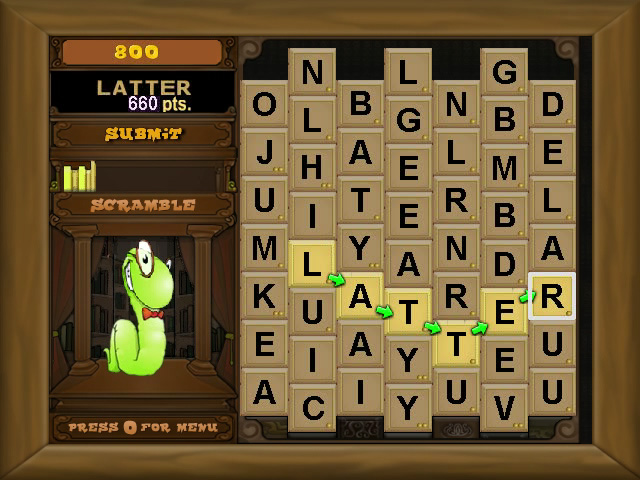 800
LATTER
660 pts.
SUBMIT
SCRAMBLE
PRESS O FOR MENU
N L G
O B N D
L G B
J A L E
H E M
U T R L
I E B
M Y N A
L A D
K A R R
U T E
E A T U
I Y E
A I U U
C Y V